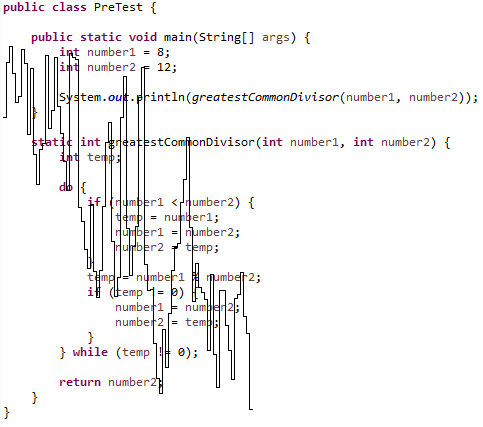 public class PreTest {
public static void main(String[] args) {
int number1 = 8;
int number2 = 12;
System.out.println(greatestCommonDivisor(number1, number2));
}
static int greatestCommonDivisor(int number1, int number2) {
int temp;
do {
if (number1 < number2) {
temp = number1;
number1 = number2;
number2 = temp;
}
temp = number1 % number2;
if (temp != 0) {
number1 = number2;
number2 = temp;
}
} while (temp != 0);
return number2;
}
}